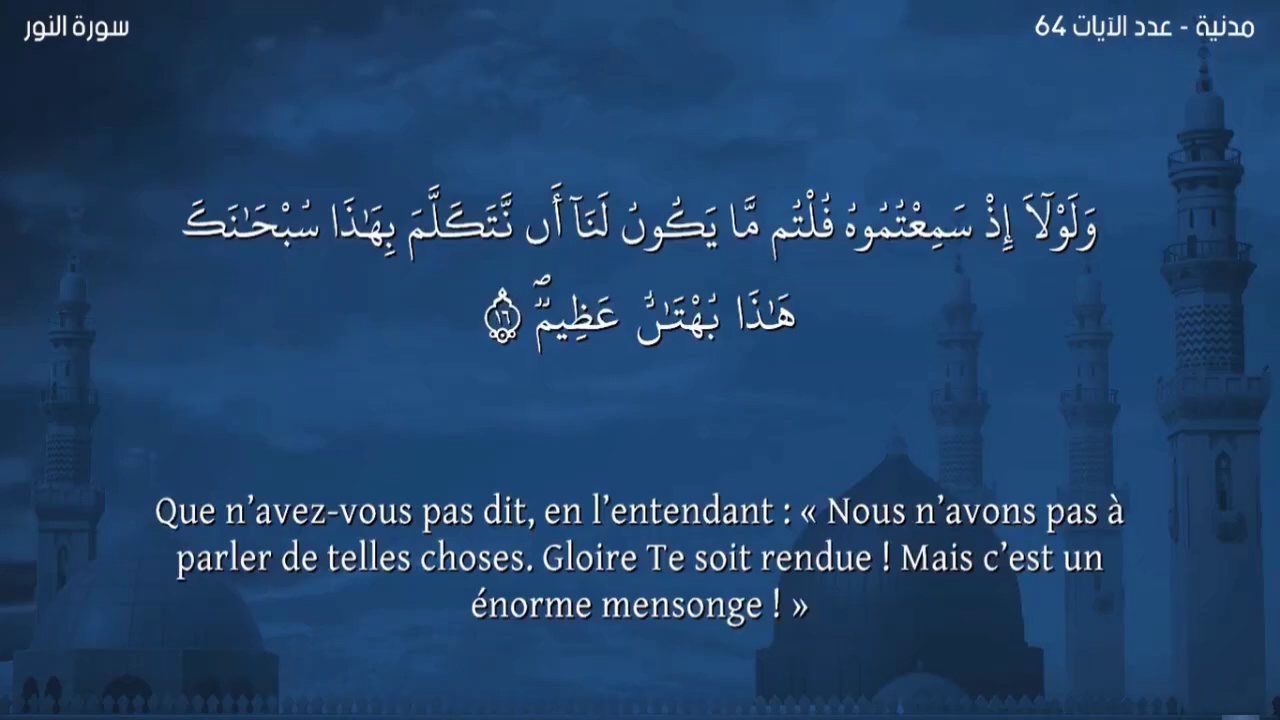 مدنية - عدد الآيات 64
سورة النور
وَلَوْلَآ إِذْ سَمِعْتُمُوهُ قُلْتُم مَّا يَكُونُ لَنَآ أَن نَّتَكَلَّمَ بِهَٰذَا سُبْحَٰنَكَ
هَٰذَا بُهْتَٰنٌ عَظِيمٌۖ ١٦
Que n’avez-vous pas dit, en l’entendant : « Nous n’avons pas à
parler de telles choses. Gloire Te soit rendue ! Mais c’est un
énorme mensonge ! »